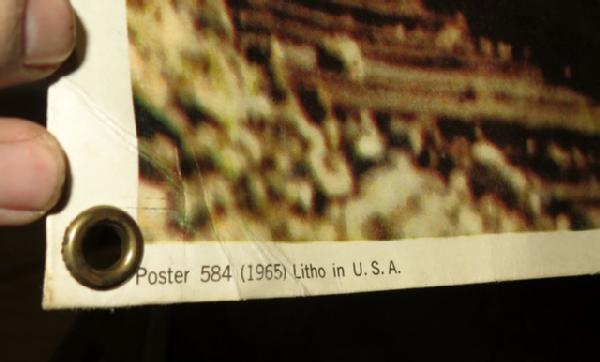 Poster 584 (1965) Litho in U. S. A.